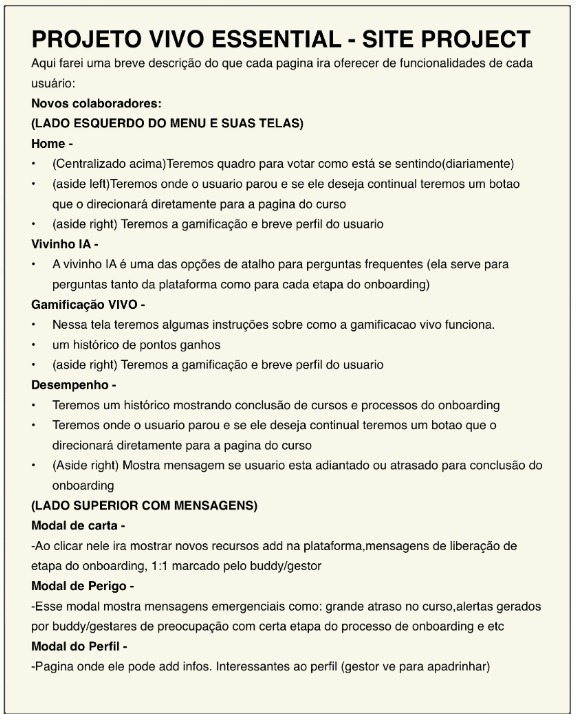 PROJETO VIVO ESSENTIAL - SITE PROJECT
Aqui farei uma breve descrição do que cada pagina ira oferecer de funcionalidades de cada
usuário:
Novos colaboradores:
(LADO ESQUERDO DO MENU E SUAS TELAS)
Home -
• (Centralizado acima)Teremos quadro para votar como está se sentindo(diariamente)
• (aside left)Teremos onde o usuario parou e se ele deseja continual teremos um botao
que o direcionará diretamente para a pagina do curso
• (aside right) Teremos a gamificação e breve perfil do usuario
Vivinho IA -
• A vivinho IA é uma das opções de atalho para perguntas frequentes (ela serve para
perguntas tanto da plataforma como para cada etapa do onboarding)
Gamificação VIVO -
• Nessa tela teremos algumas instruções sobre como a gamificacao vivo funciona.
• um histórico de pontos ganhos
• (aside right) Teremos a gamificação e breve perfil do usuario
Desempenho -
• Teremos um histórico mostrando conclusão de cursos e processos do onboarding
• Teremos onde o usuario parou e se ele deseja continual teremos um botao que o
direcionará diretamente para a pagina do curso
• (Aside right) Mostra mensagem se usuario esta adiantado ou atrasado para conclusão do
onboarding
(LADO SUPERIOR COM MENSAGENS)
Modal de carta -
-Ao clicar nele ira mostrar novos recursos add na plataforma,mensagens de liberação de
etapa do onboarding, 1:1 marcado pelo buddy/gestor
Modal de Perigo -
-Esse modal mostra mensagens emergenciais como: grande atraso no curso,alertas gerados
por buddy/gestares de preocupação com certa etapa do processo de onboarding e etc
Modal do Perfil -
-Pagina onde ele pode add infos. Interessantes ao perfil (gestor ve para apadrinhar)